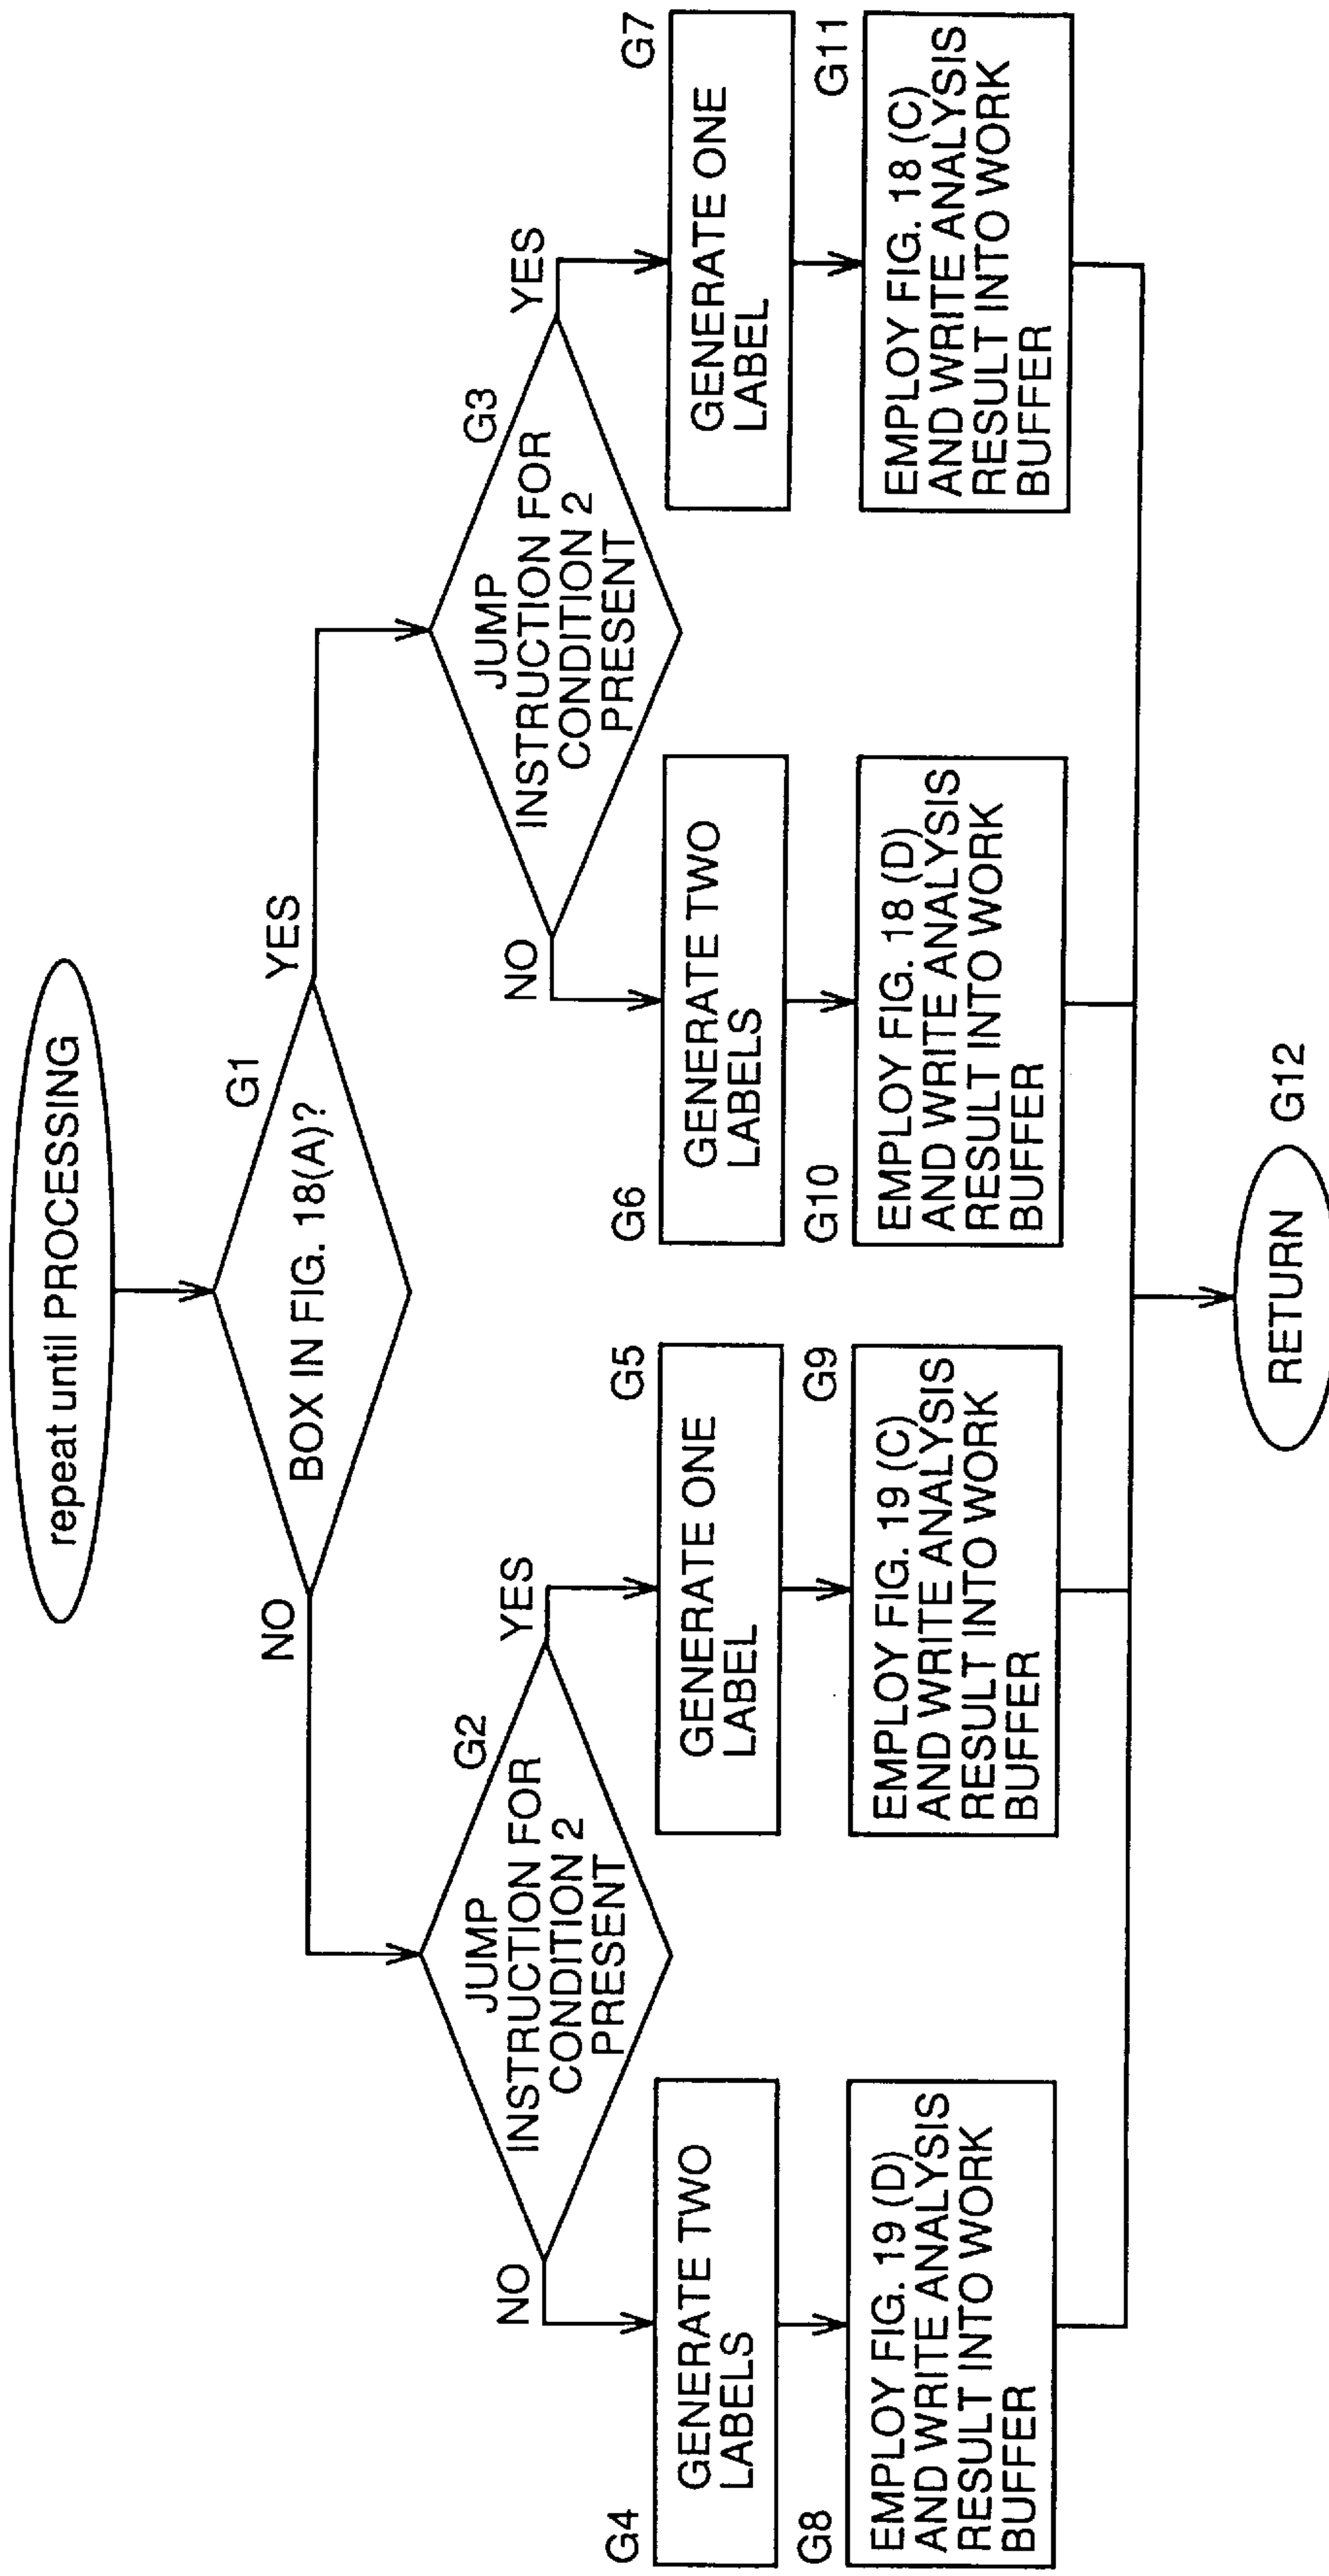 repeat until PROCESSING
G1
BOX IN FIG. 18(A)?
NO
YES
G2
JUMP
INSTRUCTION FOR
CONDITION 2
PRESENT
NO
YES
G3
JUMP
INSTRUCTION FOR
CONDITION 2
PRESENT
NO
YES
G4
GENERATE TWO
LABELS
G5
GENERATE ONE
LABEL
G6
GENERATE TWO
LABELS
G7
GENERATE ONE
LABEL
G8
EMPLOY FIG. 19 (D)
AND WRITE ANALYSIS
RESULT INTO WORK
BUFFER
G9
EMPLOY FIG. 19 (C)
AND WRITE ANALYSIS
RESULT INTO WORK
BUFFER
G10
EMPLOY FIG. 18 (D)
AND WRITE ANALYSIS
RESULT INTO WORK
BUFFER
G11
EMPLOY FIG. 18 (C)
AND WRITE ANALYSIS
RESULT INTO WORK
BUFFER
RETURN
G12